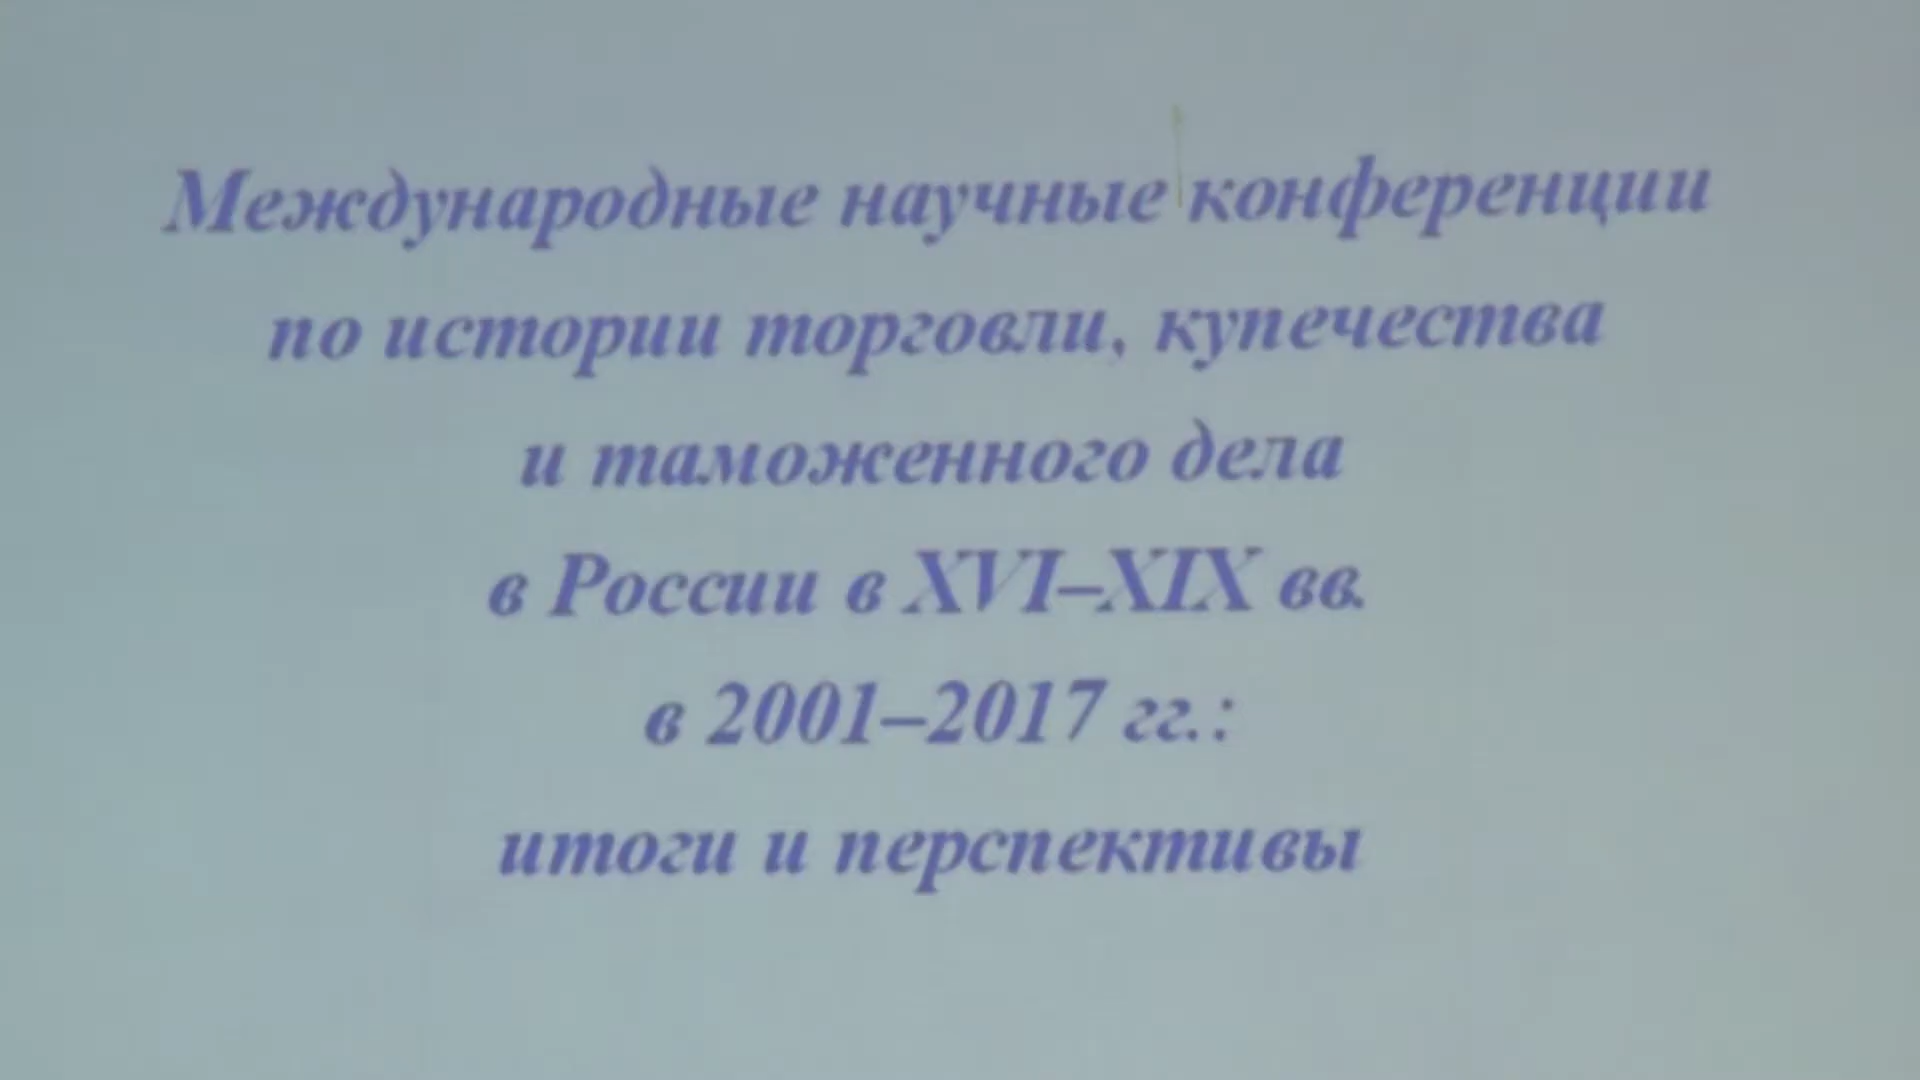 Международные научные конференции
по истории торговли, купечества
и таможенного дела
в России в XVI–XIX вв.
в 2001–2017 гг.:
итоги и перспективы